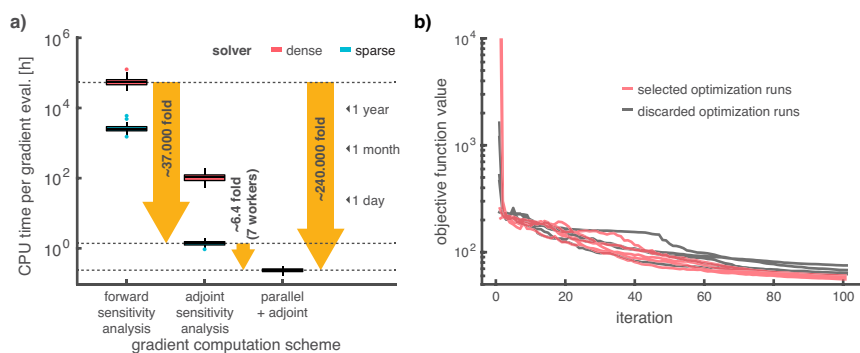 a)
solver dense sparse
CPU time per gradient eval. [h]
10^6
10^4
10^2
10^0
~37.000 fold
~6.4 fold
(7 workers)
~240.000 fold
1 year
1 month
1 day
forward
sensitivity
analysis
adjoint
sensitivity
analysis
parallel
+ adjoint
gradient computation scheme
b)
objective function value
10^4
10^3
10^2
selected optimization runs
discarded optimization runs
0 20 40 60 80 100
iteration